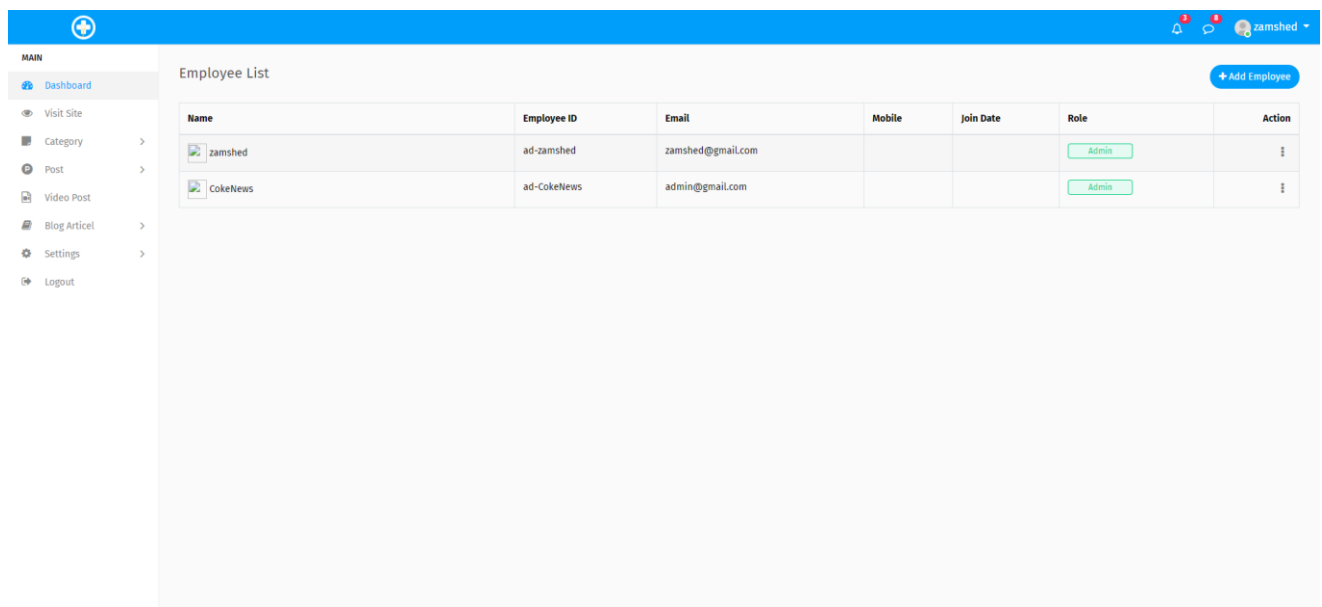 3 8 zamshed
MAIN
Dashboard
Visit Site
Category
Post
Video Post
Blog Articel
Settings
Logout
Employee List
+ Add Employee
Name Employee ID Email Mobile Join Date Role Action
zamshed ad-zamshed zamshed@gmail.com Admin
CokeNews ad-CokeNews admin@gmail.com Admin